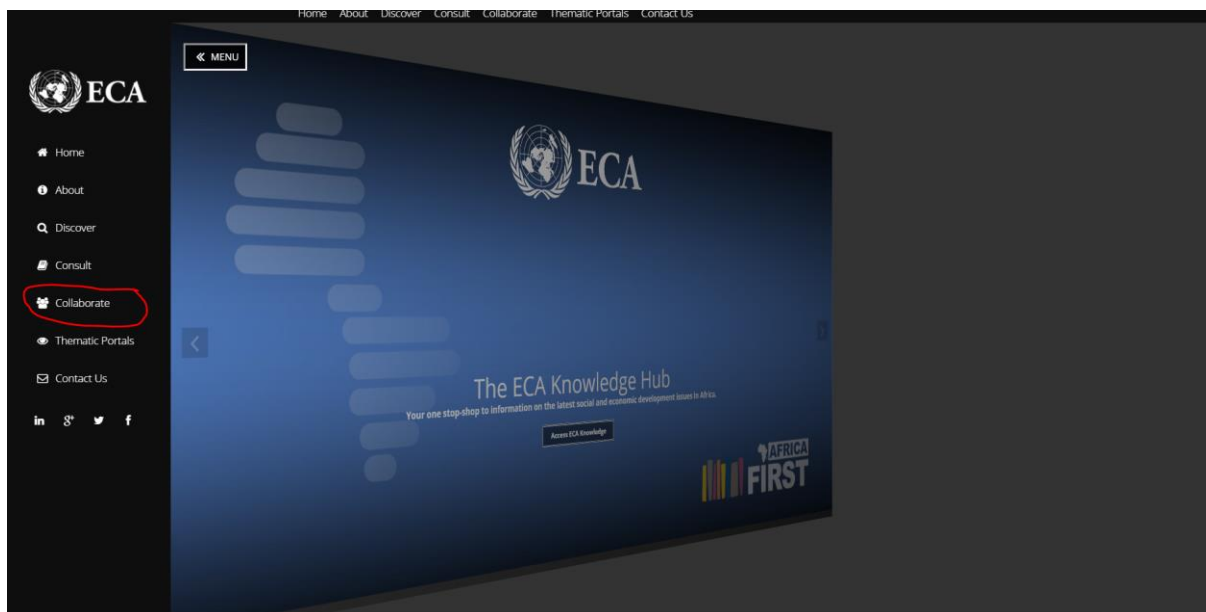 Home About Discover Consult Collaborate Thematic Portals Contact Us
MENU
ECA
Home
About
Discover
Consult
Collaborate
Thematic Portals
Contact Us
in g+ f
ECA
The ECA Knowledge Hub
Your one stop-shop to information on the latest social and economic development issues in Africa.
Access ECA Knowledge
AFRICA
FIRST